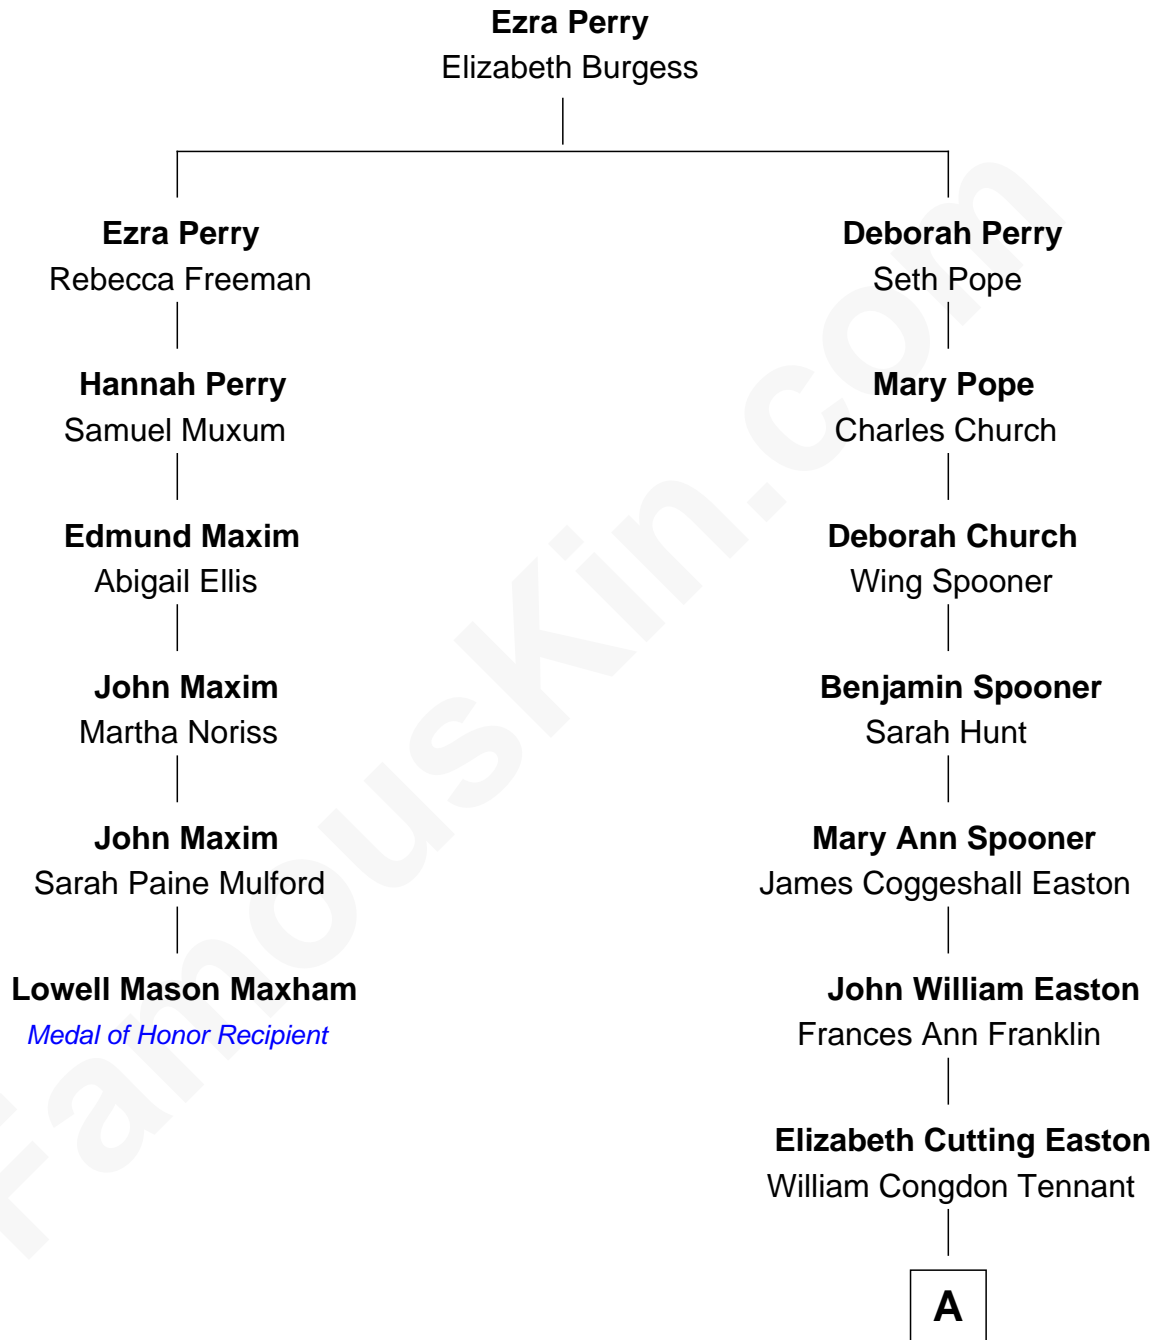 Ezra Perry
Elizabeth Burgess
Ezra Perry
Rebecca Freeman
Deborah Perry
Seth Pope
Hannah Perry
Samuel Muxum
Mary Pope
Charles Church
Edmund Maxim
Abigail Ellis
Deborah Church
Wing Spooner
John Maxim
Martha Noriss
Benjamin Spooner
Sarah Hunt
John Maxim
Sarah Paine Mulford
Mary Ann Spooner
James Coggeshall Easton
Lowell Mason Maxham
Medal of Honor Recipient
John William Easton
Frances Ann Franklin
Elizabeth Cutting Easton
William Congdon Tennant
A
FamousKin.com